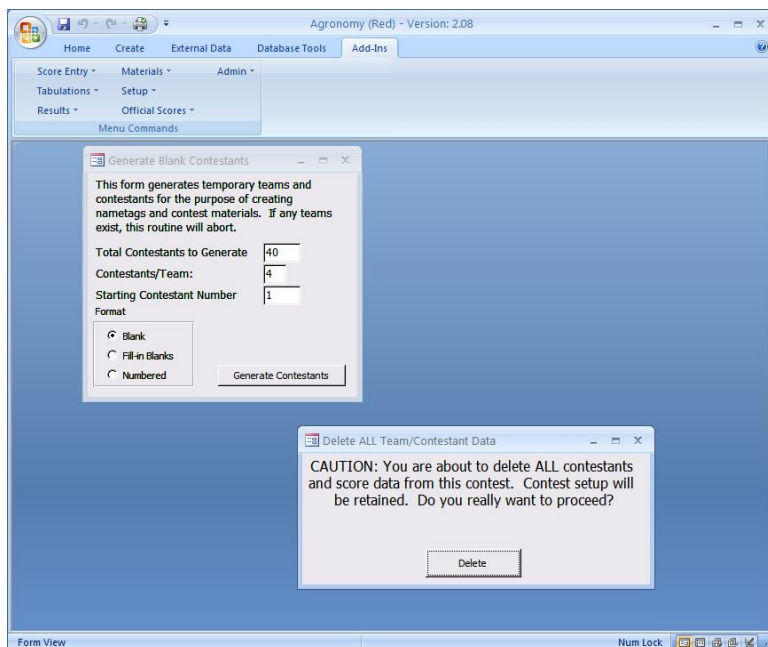 Agronomy (Red) - Version: 2.08
Home Create External Data Database Tools Add-Ins
Score Entry Materials Admin
Tabulations Setup
Results Official Scores
Menu Commands
Generate Blank Contestants
This form generates temporary teams and
contestants for the purpose of creating
nametags and contest materials. If any teams
exist, this routine will abort.
Total Contestants to Generate 40
Contestants/Team: 4
Starting Contestant Number 1
Format
Blank
Fill-in Blanks
Numbered
Generate Contestants
Delete ALL Team/Contestant Data
CAUTION: You are about to delete ALL contestants
and score data from this contest. Contest setup will
be retained. Do you really want to proceed?
Delete
Form View Num Lock